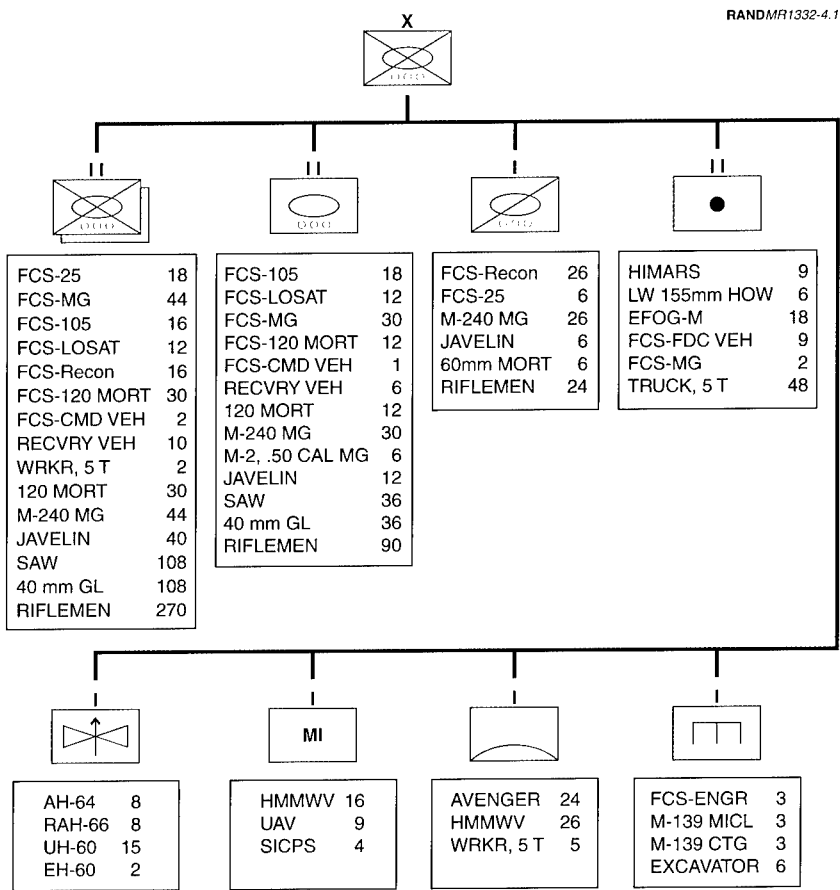 RANDMR1332-4.1
X
FCS-25 18
FCS-MG 44
FCS-105 16
FCS-LOSAT 12
FCS-Recon 16
FCS-120 MORT 30
FCS-CMD VEH 2
RECVRY VEH 10
WRKR, 5 T 2
120 MORT 30
M-240 MG 44
JAVELIN 40
SAW 108
40 mm GL 108
RIFLEMEN 270
FCS-105 18
FCS-LOSAT 12
FCS-MG 30
FCS-120 MORT 12
FCS-CMD VEH 1
RECVRY VEH 6
120 MORT 12
M-240 MG 30
M-2, .50 CAL MG 6
JAVELIN 12
SAW 36
40 mm GL 36
RIFLEMEN 90
FCS-Recon 26
FCS-25 6
M-240 MG 26
JAVELIN 6
60mm MORT 6
RIFLEMEN 24
HIMARS 9
LW 155mm HOW 6
EFOG-M 18
FCS-FDC VEH 9
FCS-MG 2
TRUCK, 5 T 48
AH-64 8
RAH-66 8
UH-60 15
EH-60 2
MI
HMMWV 16
UAV 9
SICPS 4
AVENGER 24
HMMWV 26
WRKR, 5 T 5
FCS-ENGR 3
M-139 MICL 3
M-139 CTG 3
EXCAVATOR 6